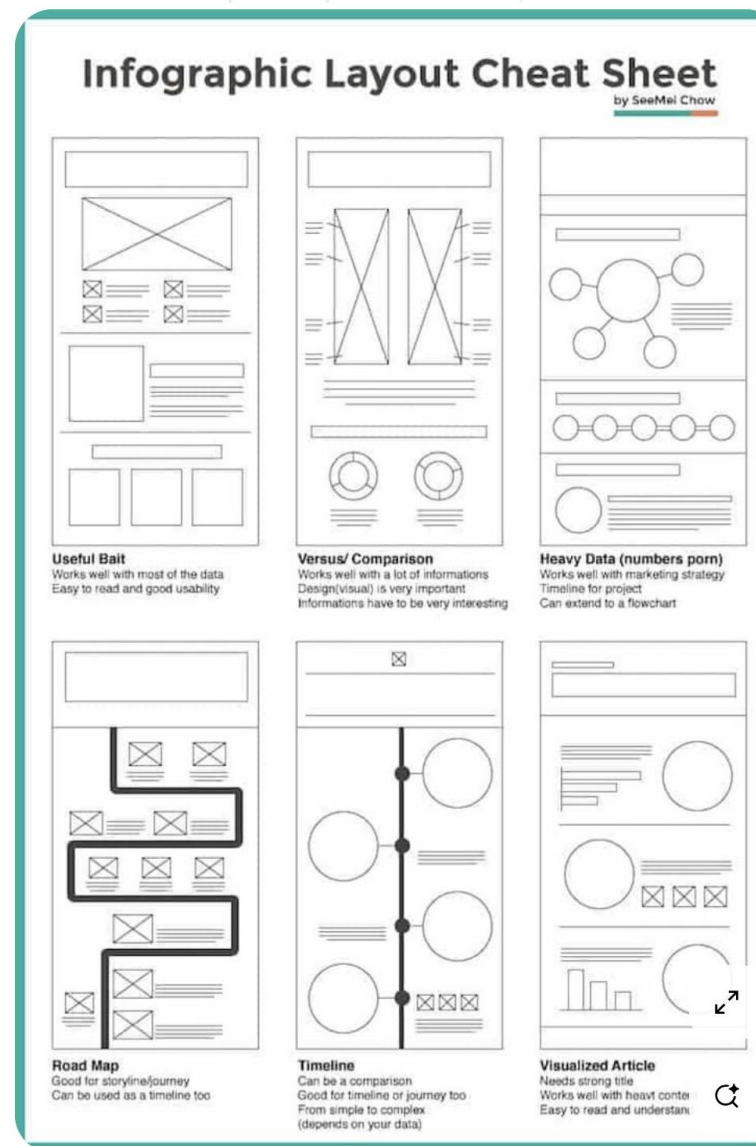 Infographic Layout Cheat Sheet
by SeeMei Chow
Useful Bait
Works well with most of the data
Easy to read and good usability
Versus/ Comparison
Works well with a lot of informations
Design(visual) is very important
Informations have to be very interesting
Heavy Data (numbers porn)
Works well with marketing strategy
Timeline for project
Can extend to a flowchart
Road Map
Good for storyline/journey
Can be used as a timeline too
Timeline
Can be a comparison
Good for timeline or journey too
From simple to complex
(depends on your data)
Visualized Article
Needs strong title
Works well with heavt
Easy to read and